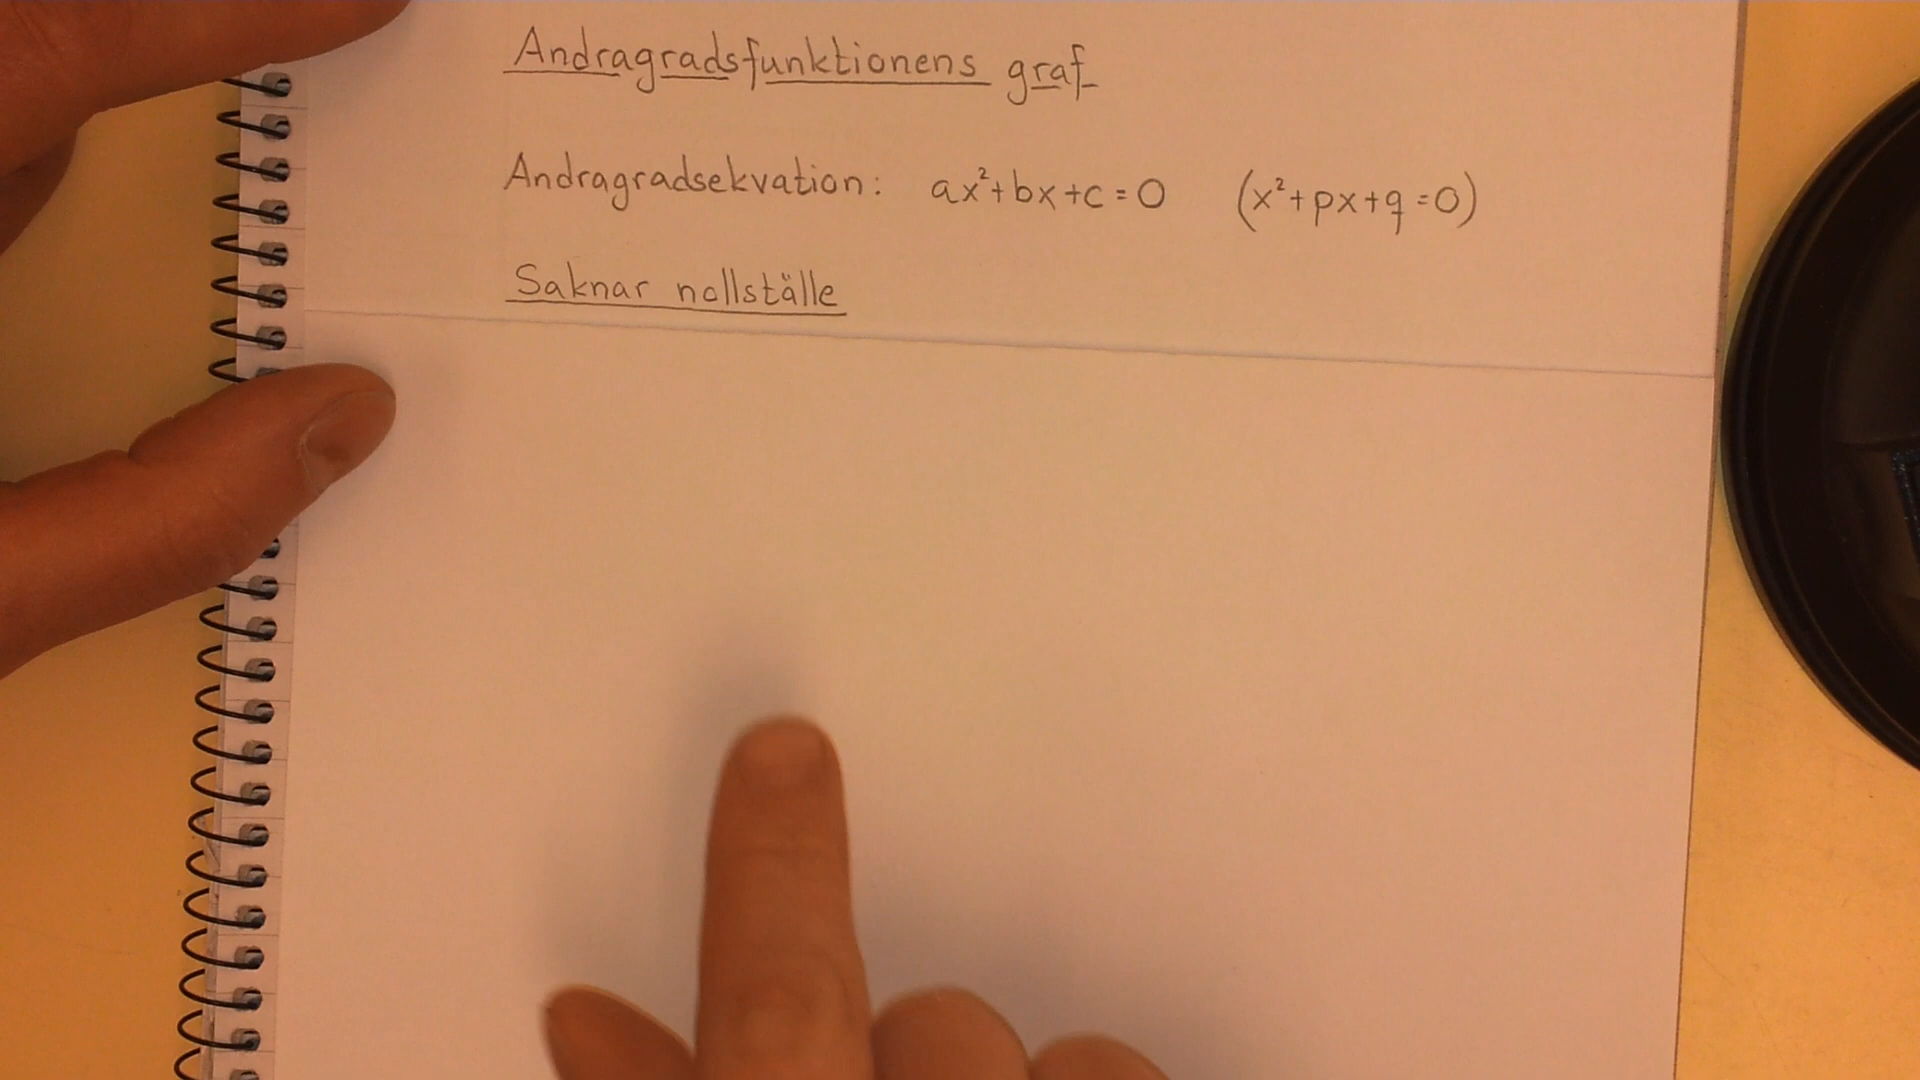 Andragradsfunktionens graf
Andragradsekvation: ax²+bx+c=0 (x²+px+q=0)
Saknar nollställe